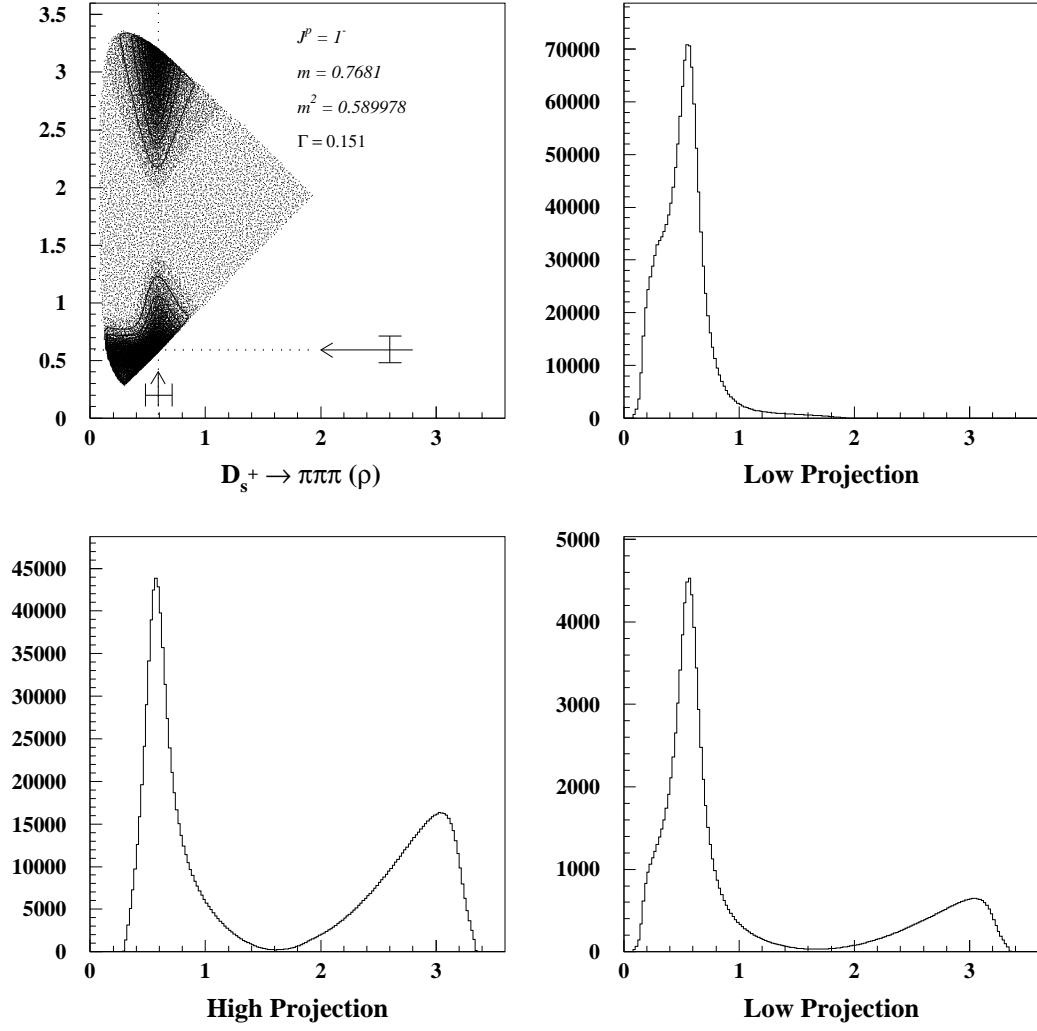 3.5
3
2.5
2
1.5
1
0.5
0
0 1 2 3
J^p = 1^-
m = 0.7681
m^2 = 0.589978
Γ = 0.151
D_s^+ → πππ (ρ)
70000
60000
50000
40000
30000
20000
10000
0
0 1 2 3
Low Projection
45000
40000
35000
30000
25000
20000
15000
10000
5000
0
0 1 2 3
High Projection
5000
4000
3000
2000
1000
0
0 1 2 3
Low Projection